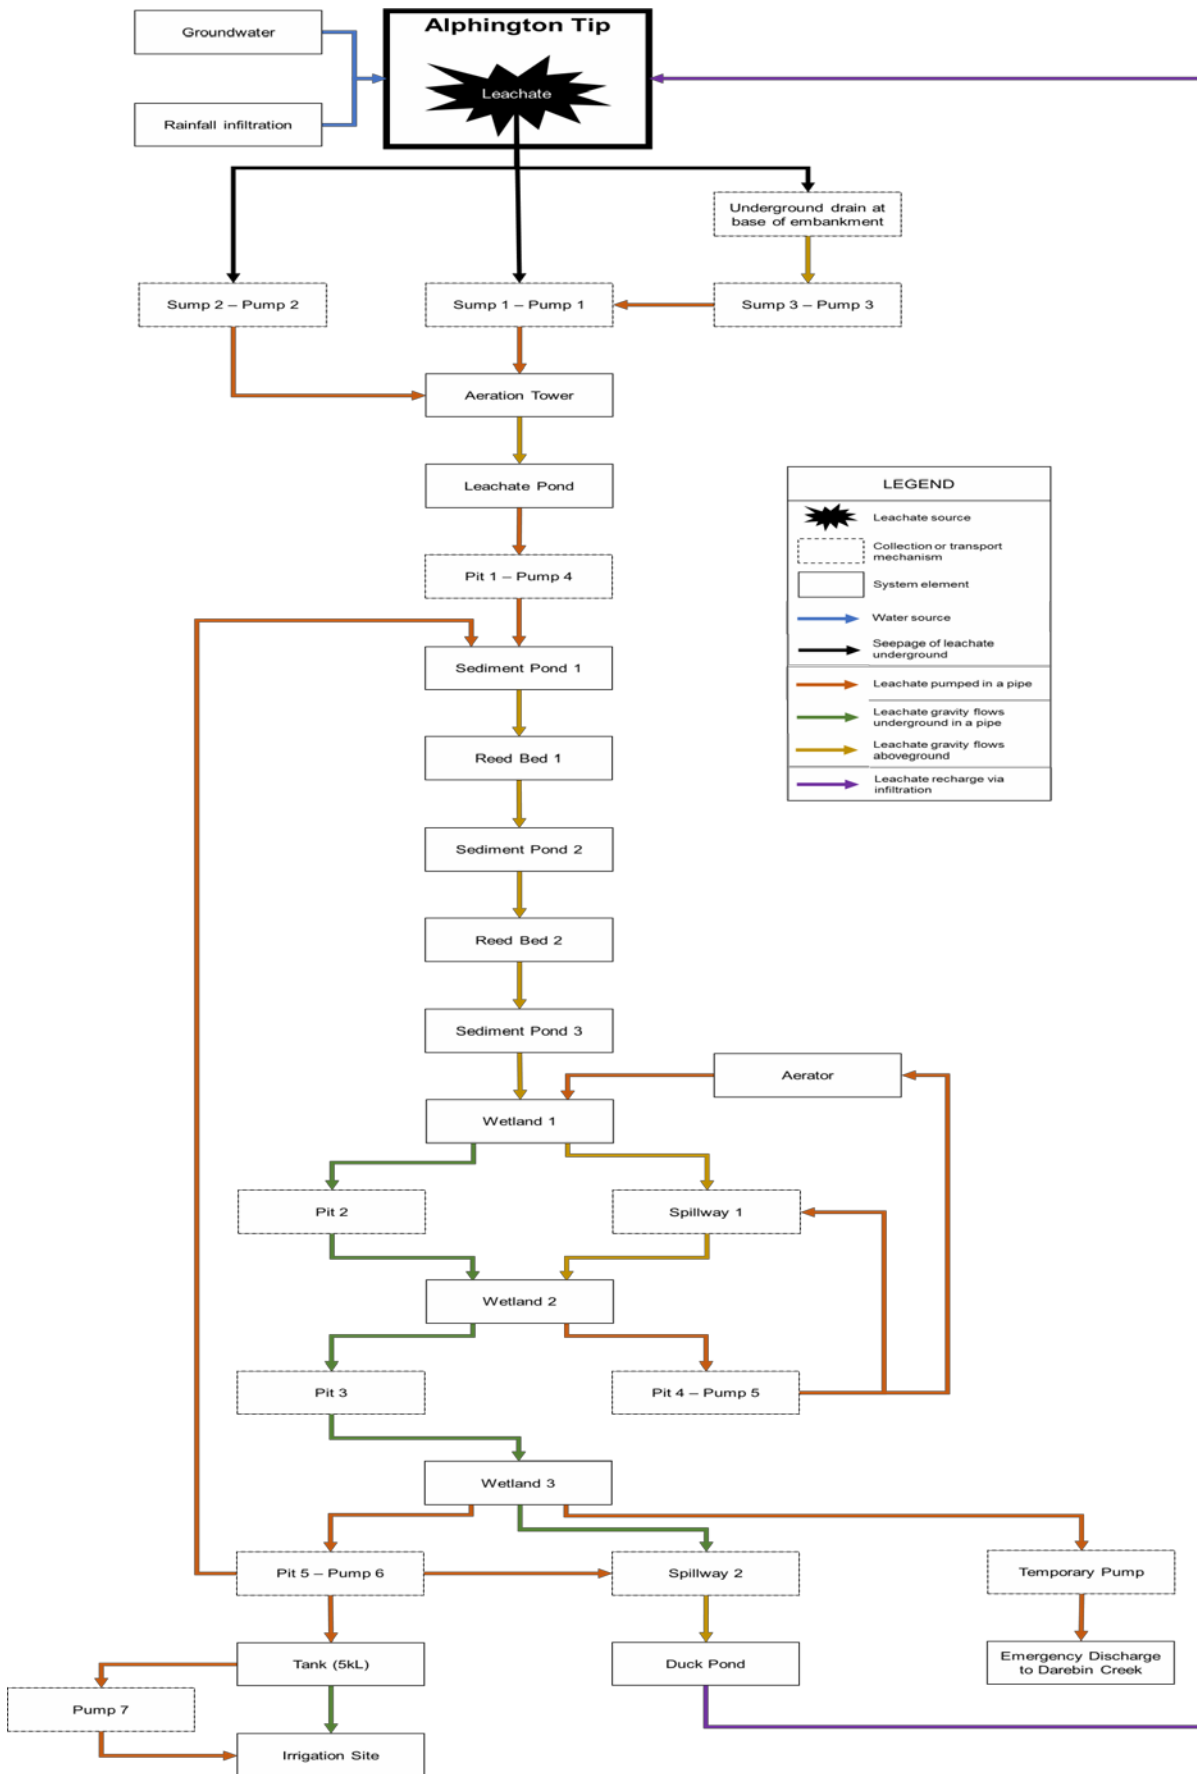 Groundwater
Alphington Tip
Leachate
Rainfall infiltration
Underground drain at
base of embankment
Sump 2 – Pump 2
Sump 1 – Pump 1
Sump 3 – Pump 3
Aeration Tower
Leachate Pond
LEGEND
Leachate source
Collection or transport
mechanism
System element
Water source
Seepage of leachate
underground
Leachate pumped in a pipe
Leachate gravity flows
underground in a pipe
Leachate gravity flows
aboveground
Leachate recharge via
infiltration
Pit 1 – Pump 4
Sediment Pond 1
Reed Bed 1
Sediment Pond 2
Reed Bed 2
Sediment Pond 3
Aerator
Wetland 1
Pit 2
Spillway 1
Wetland 2
Pit 3
Pit 4 – Pump 5
Wetland 3
Pit 5 – Pump 6
Spillway 2
Temporary Pump
Tank (5kL)
Duck Pond
Emergency Discharge
to Darebin Creek
Pump 7
Irrigation Site